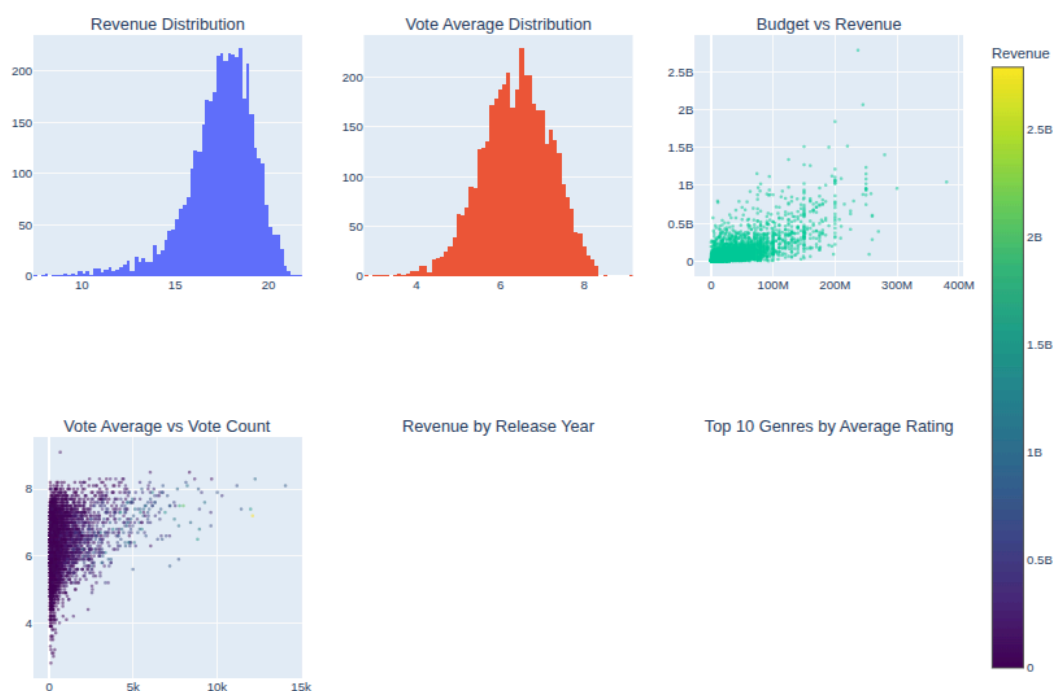 Revenue Distribution
Vote Average Distribution
Budget vs Revenue
Revenue
200
150
100
50
0
10
15
20
200
150
100
50
0
4
6
8
2.5B
2B
1.5B
1B
0.5B
0
0
100M
200M
300M
400M
2.5B
2B
1.5B
1B
0.5B
0
Vote Average vs Vote Count
Revenue by Release Year
Top 10 Genres by Average Rating
8
6
4
0
5k
10k
15k